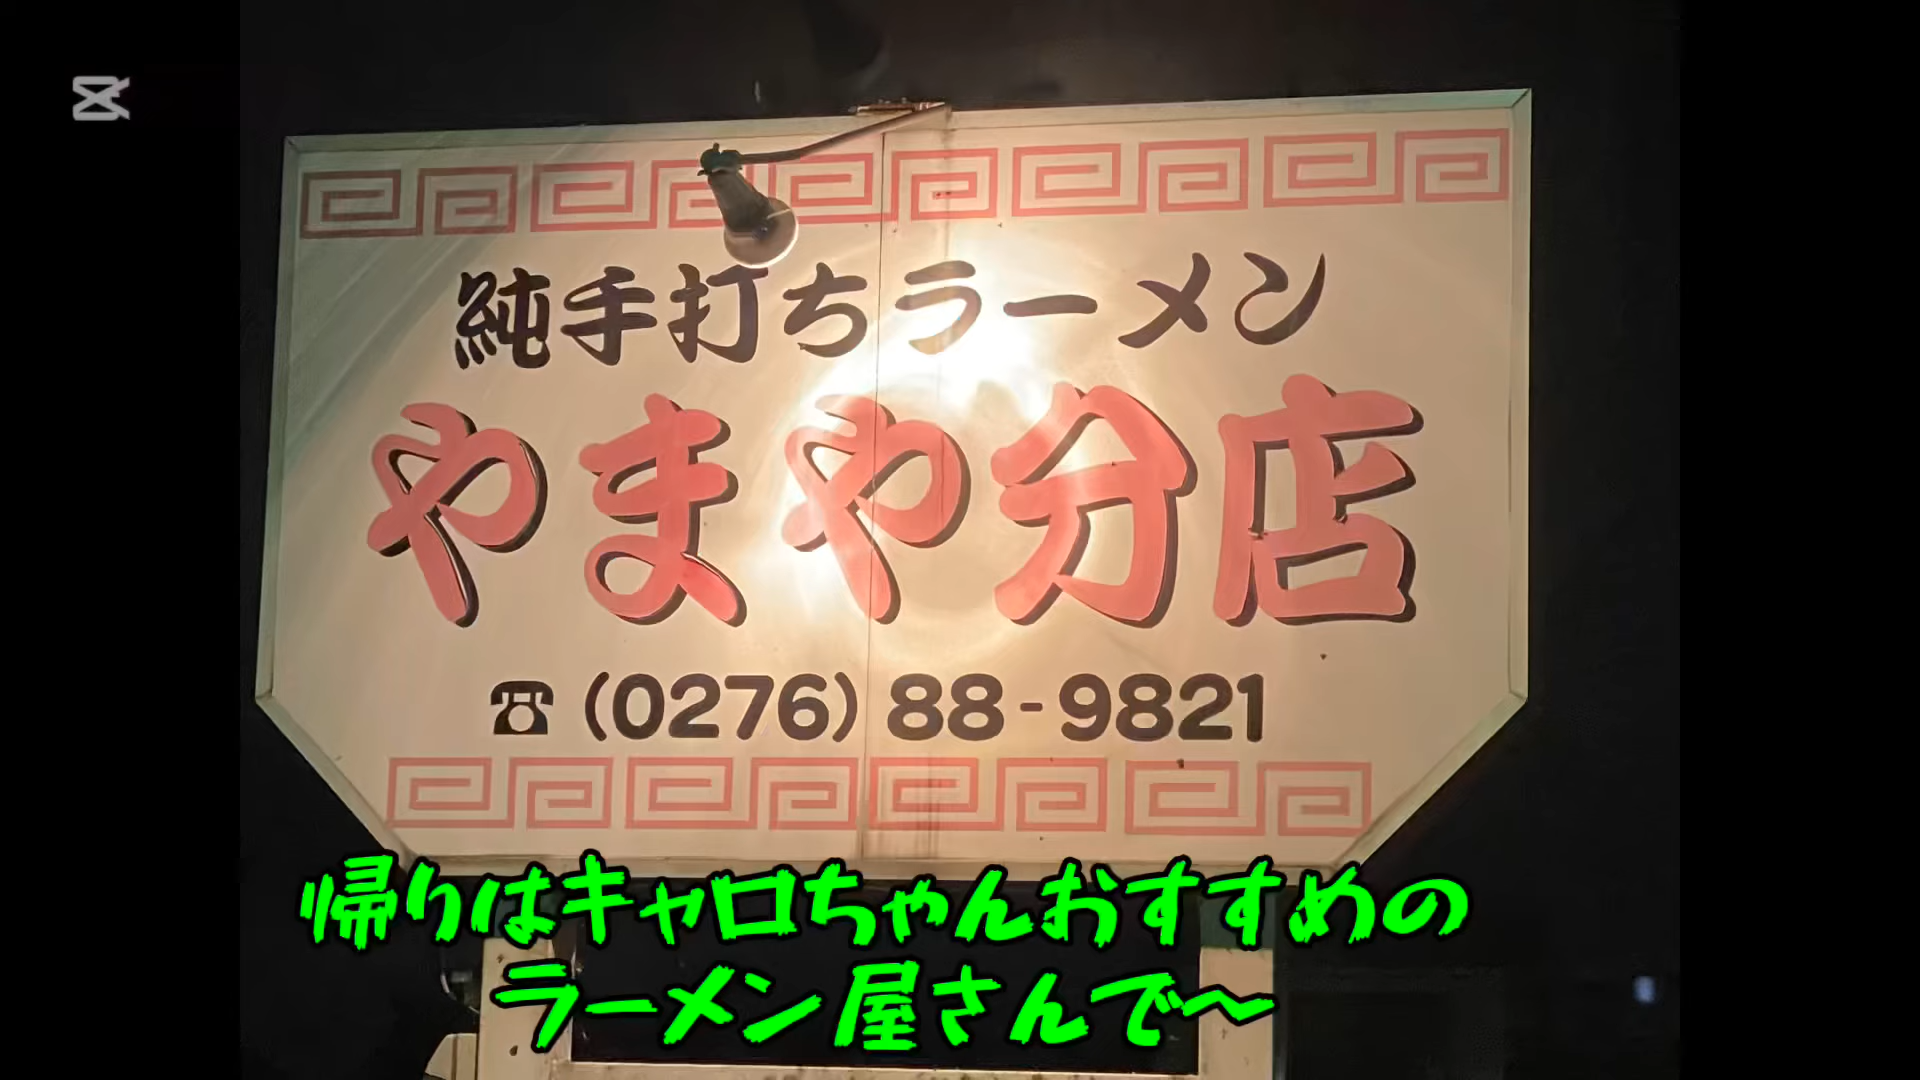 純手打ちラーメン
やまや分店
☎(0276)88-9821
帰りはキャロちゃんおすすめの
ラーメン屋さんで〜